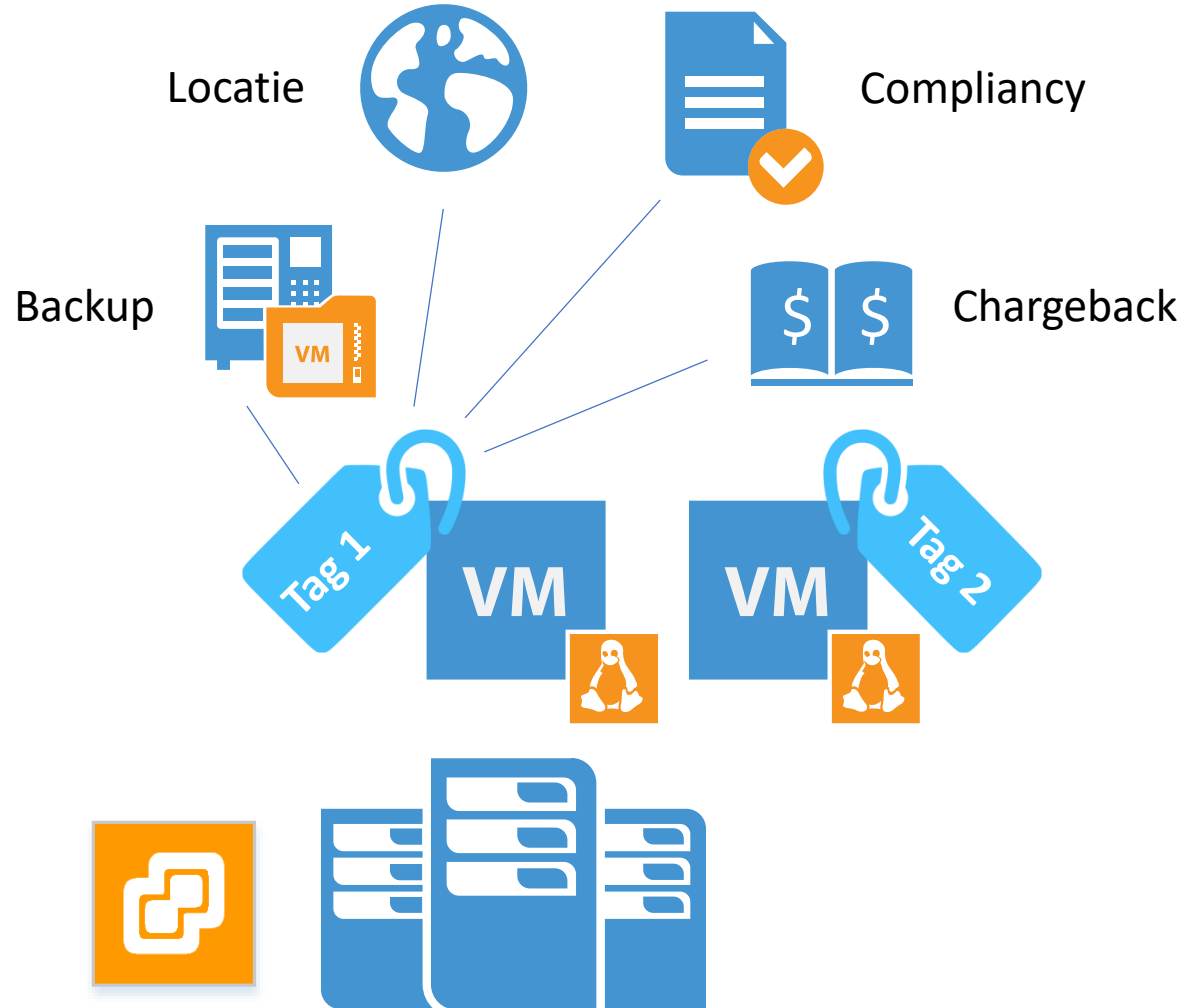 Locatie
Compliancy
Backup
VM
$ $
Chargeback
Tag 1
VM
VM
Tag 2